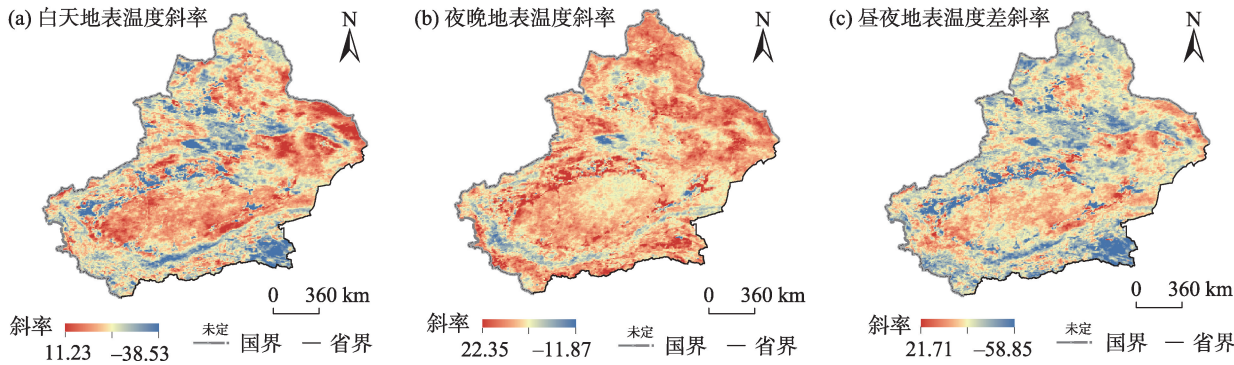 (a) 白天地表温度斜率
N
0 360 km
斜率
11.23 –38.53
未定
国界
省界
(b) 夜晚地表温度斜率
N
0 360 km
斜率
22.35 –11.87
未定
国界
省界
(c) 昼夜地表温度差斜率
N
0 360 km
斜率
21.71 –58.85
未定
国界
省界